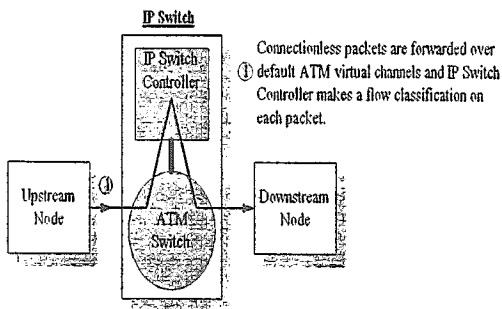 IP Switch
IP Switch
Controller
Connectionless packets are forwarded over
① default ATM virtual channels and IP Switch
Controller makes a flow classification on
each packet.
Upstream
Node
①
ATM
Switch
Downstream
Node